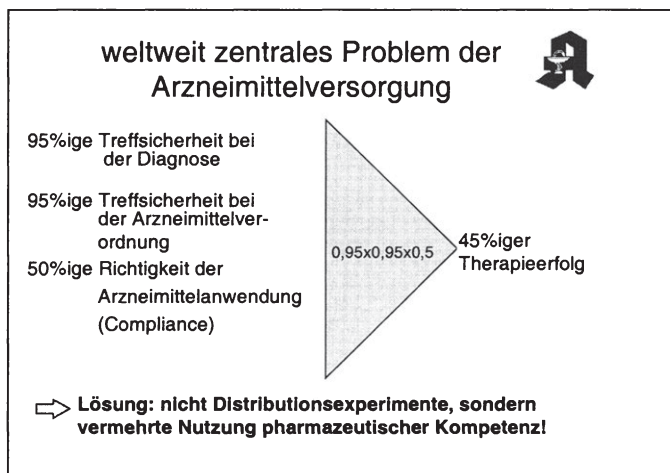 weltweit zentrales Problem der
Arzneimittelversorgung
95%ige Treffsicherheit bei
der Diagnose
95%ige Treffsicherheit bei
der Arzneimittelver-
ordnung
50%ige Richtigkeit der
Arzneimittelanwendung
(Compliance)
0,95x0,95x0,5
45%iger
Therapieerfolg
Lösung: nicht Distributionsexperimente, sondern
vermehrte Nutzung pharmazeutischer Kompetenz!